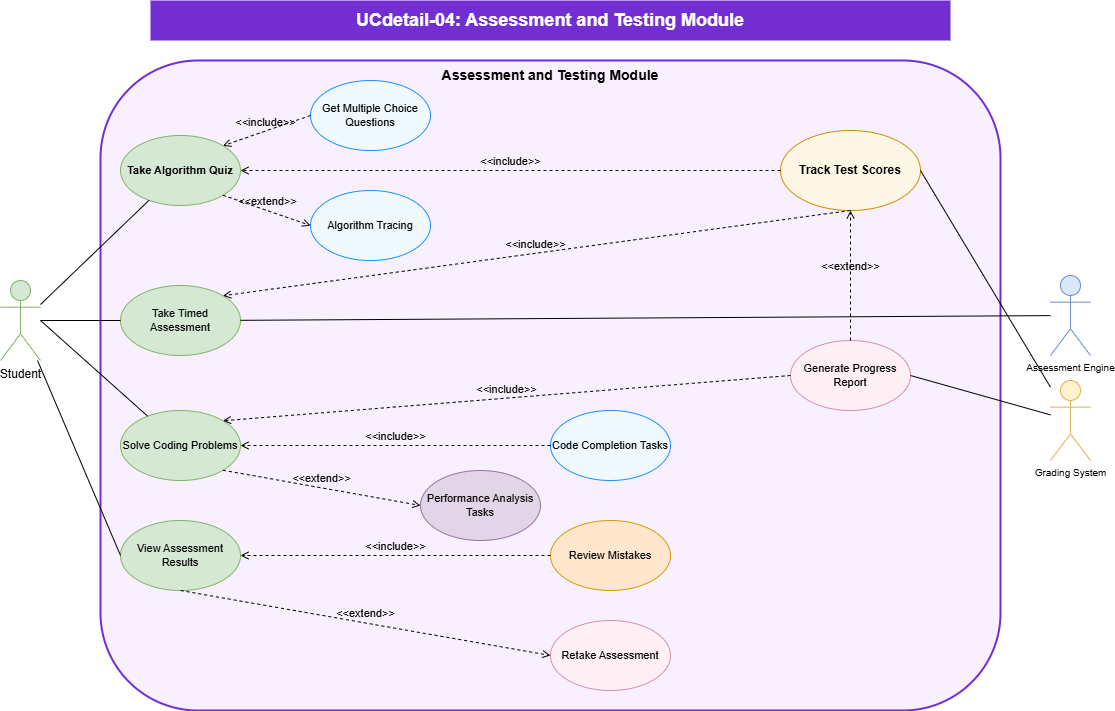 UCdetail-04: Assessment and Testing Module
Assessment and Testing Module
Get Multiple Choice
Questions
<<include>>
Take Algorithm Quiz
<<include>>
Track Test Scores
<<extend>>
Algorithm Tracing
<<include>>
<<extend>>
Take Timed
Assessment
Student
Assessment Engine
Generate Progress
Report
<<include>>
<<include>>
Solve Coding Problems
Code Completion Tasks
Grading System
<<extend>>
Performance Analysis
Tasks
<<include>>
View Assessment
Results
Review Mistakes
<<extend>>
Retake Assessment